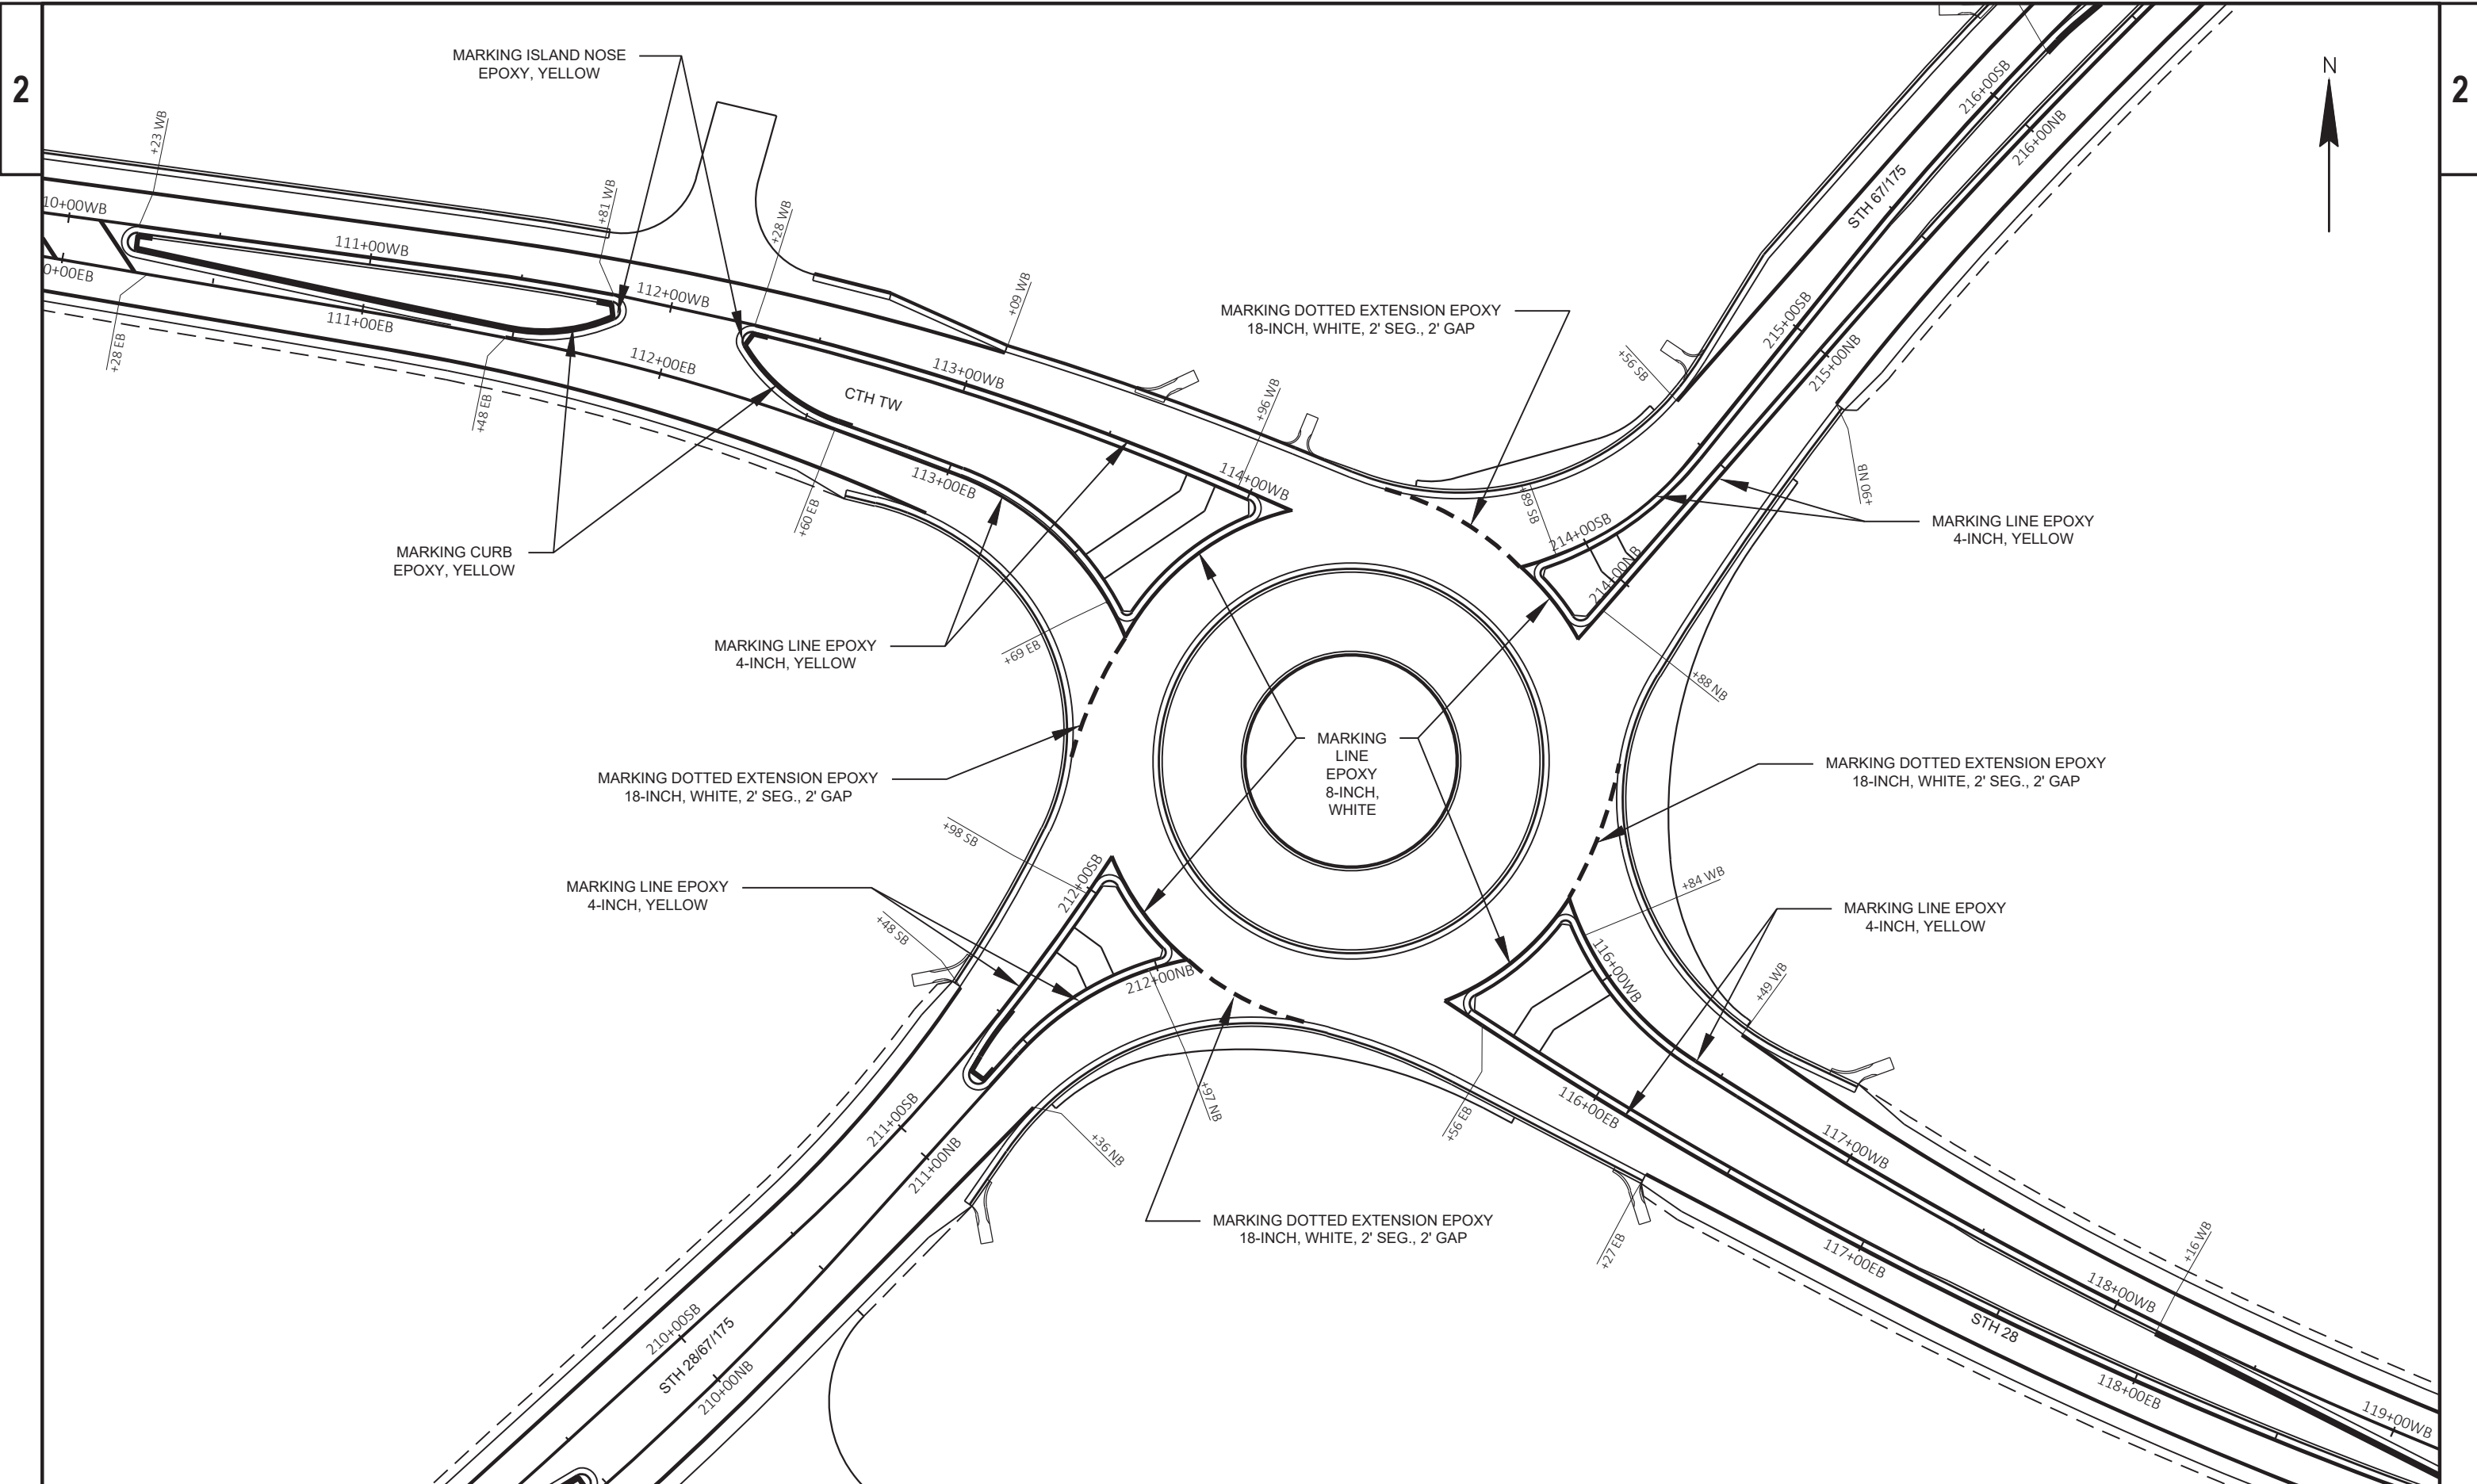 2
2
N
MARKING ISLAND NOSE
EPOXY, YELLOW
+23 WB
+81 WB
+28 WB
+09 WB
10+00WB
111+00WB
112+00WB
113+00WB
114+00WB
0+00EB
111+00EB
112+00EB
113+00EB
+28 EB
+48 EB
+60 EB
+69 EB
+96 WB
CTH TW
MARKING DOTTED EXTENSION EPOXY
18-INCH, WHITE, 2' SEG., 2' GAP
216+00SB
216+00NB
STH 67/175
215+00SB
215+00NB
+56 SB
+89 SB
+90 NB
214+00SB
214+00NB
+88 NB
MARKING LINE EPOXY
4-INCH, YELLOW
MARKING CURB
EPOXY, YELLOW
MARKING LINE EPOXY
4-INCH, YELLOW
MARKING
LINE
EPOXY
8-INCH,
WHITE
MARKING DOTTED EXTENSION EPOXY
18-INCH, WHITE, 2' SEG., 2' GAP
MARKING DOTTED EXTENSION EPOXY
18-INCH, WHITE, 2' SEG., 2' GAP
+98 SB
+48 SB
212+00SB
212+00NB
MARKING LINE EPOXY
4-INCH, YELLOW
+84 WB
MARKING LINE EPOXY
4-INCH, YELLOW
116+00WB
+49 WB
+97 NB
+36 NB
+56 EB
116+00EB
211+00SB
211+00NB
117+00WB
117+00EB
+27 EB
MARKING DOTTED EXTENSION EPOXY
18-INCH, WHITE, 2' SEG., 2' GAP
+16 WB
118+00WB
STH 28
118+00EB
119+00WB
210+00SB
STH 28/67/175
210+00NB